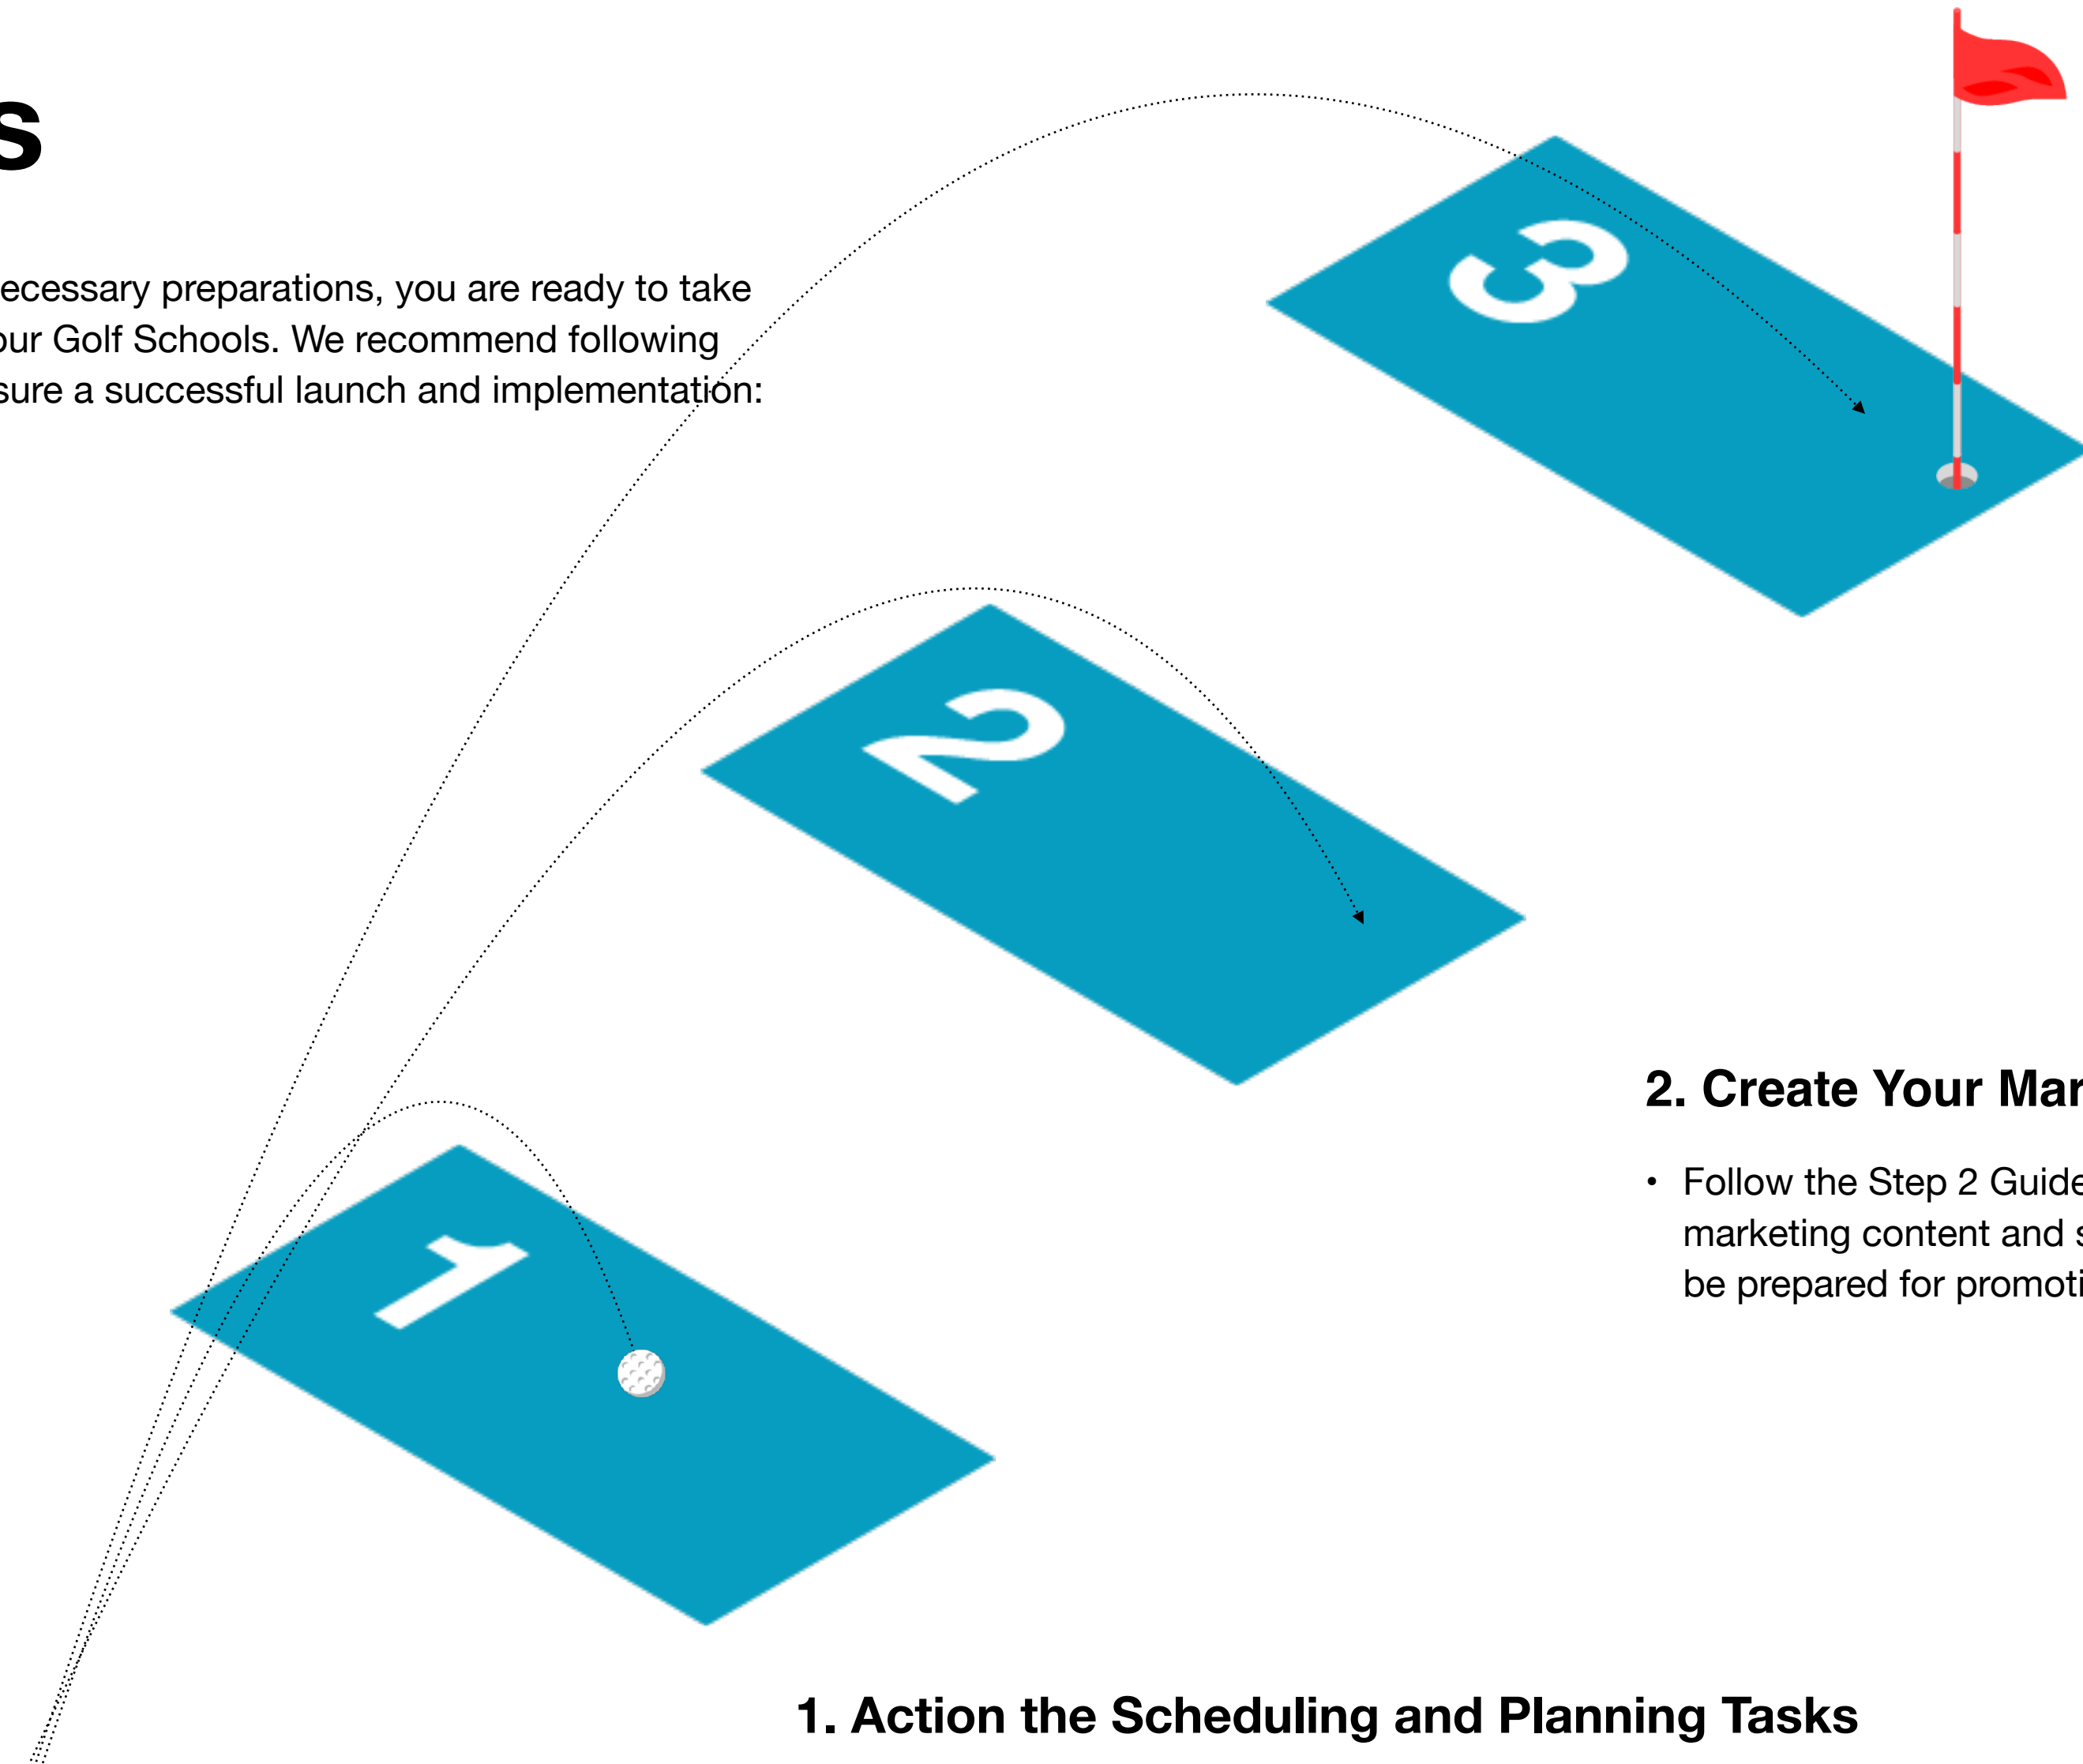 s
ecessary preparations, you are ready to take
our Golf Schools. We recommend following
sure a successful launch and implementation:
3
2
2. Create Your Mar
• Follow the Step 2 Guide
marketing content and s
be prepared for promoti
1
1. Action the Scheduling and Planning Tasks